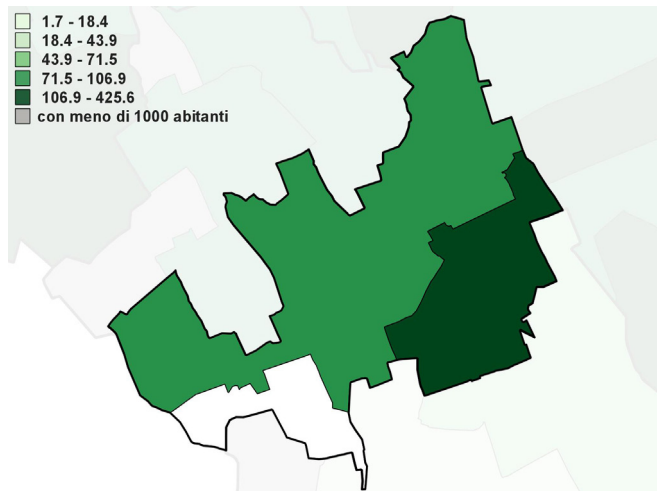 1.7 - 18.4
18.4 - 43.9
43.9 - 71.5
71.5 - 106.9
106.9 - 425.6
con meno di 1000 abitanti